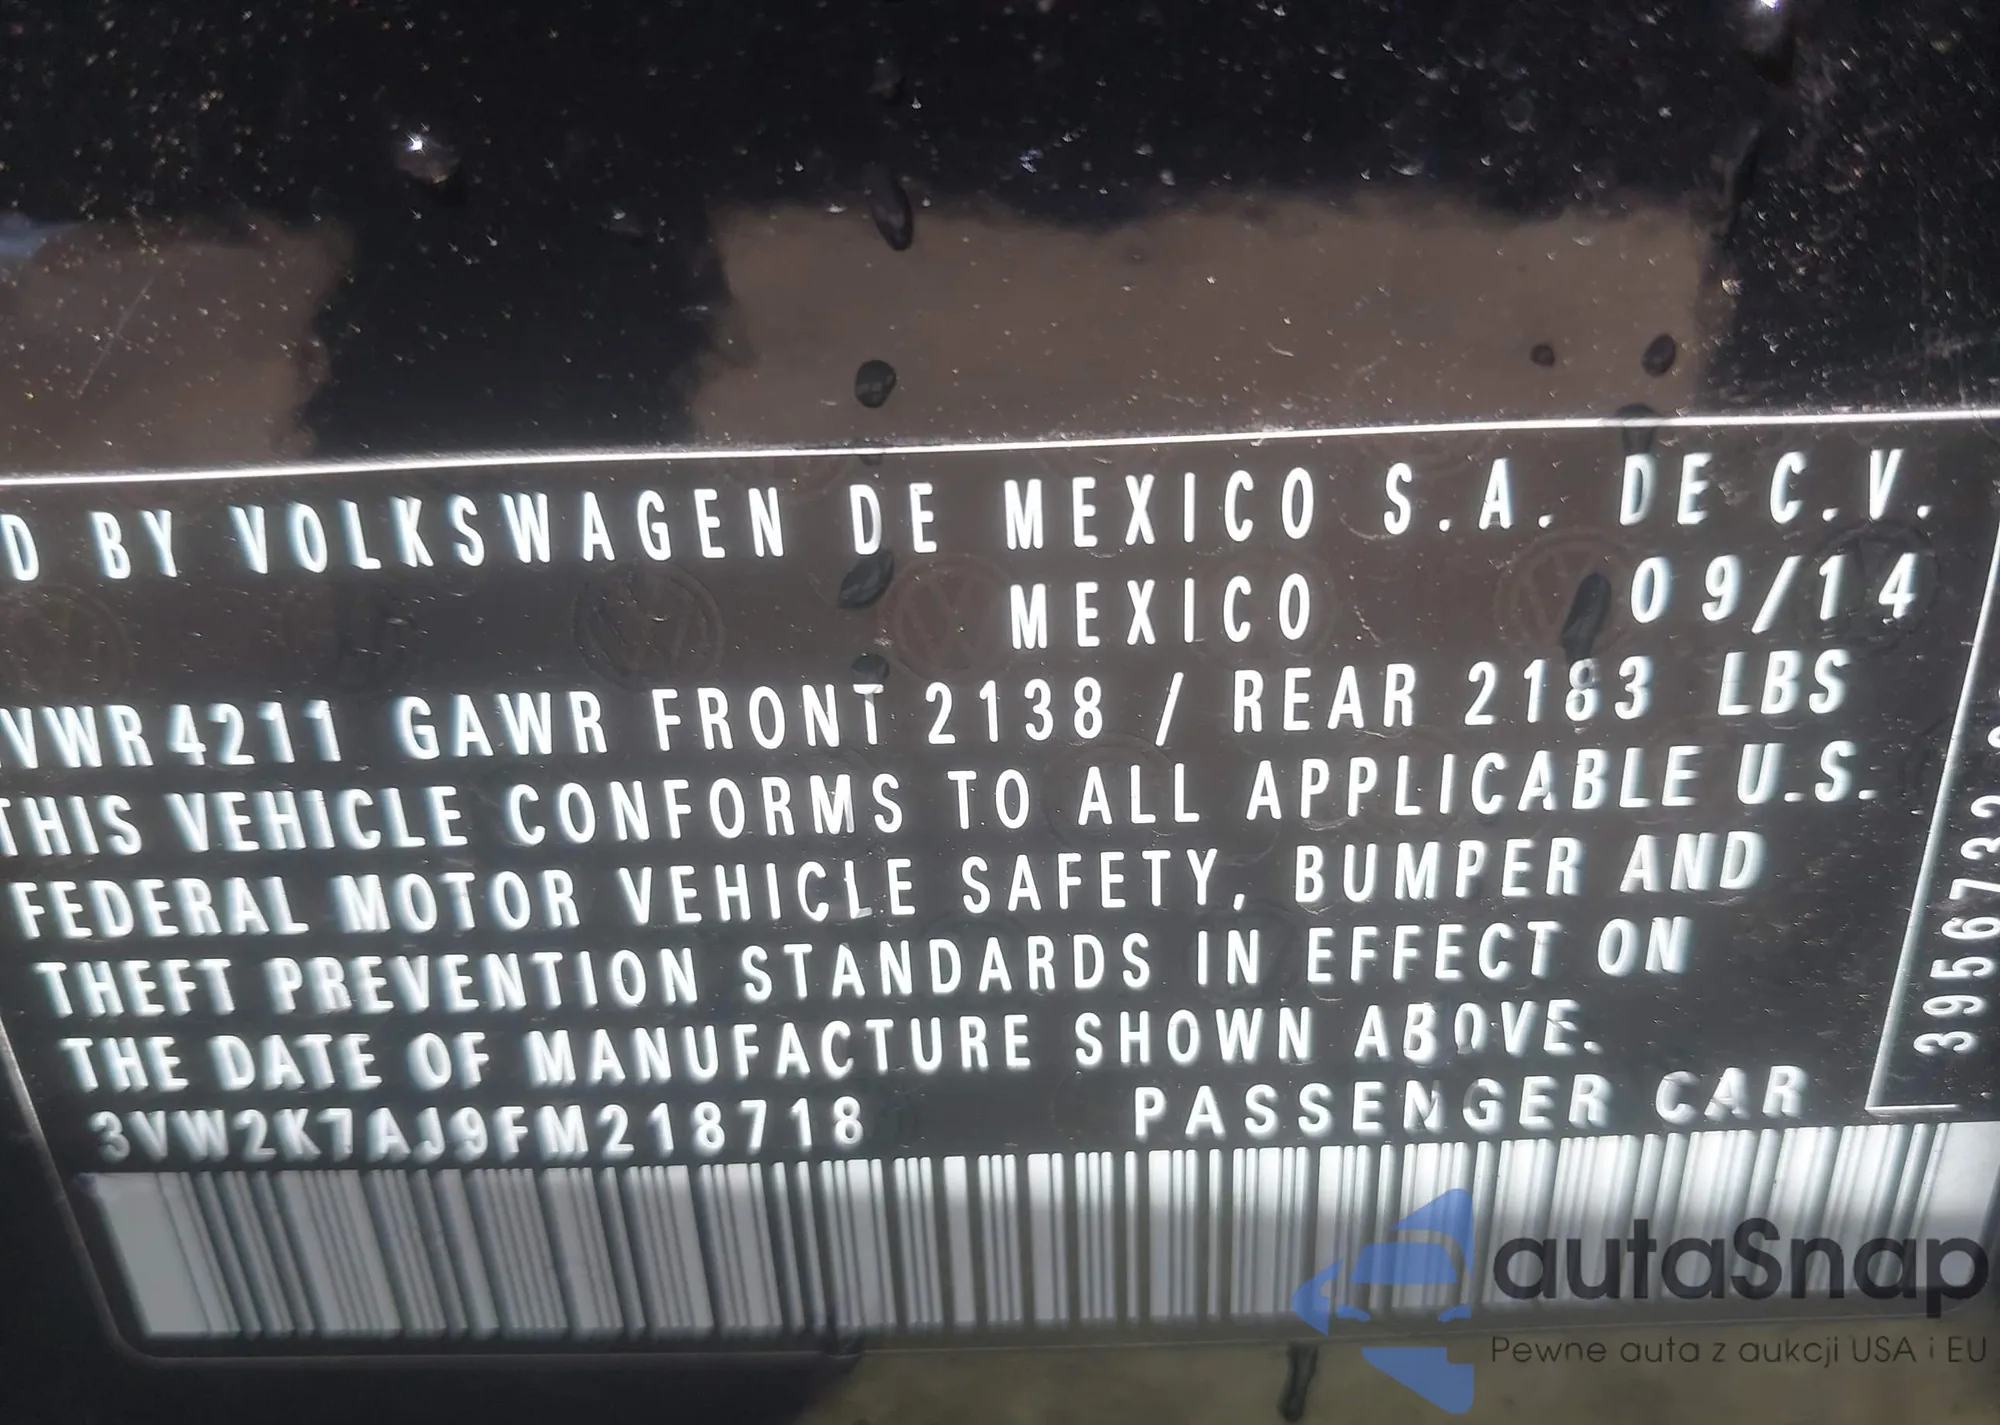 D BY VOLKSWAGEN DE MEXICO S.A. DE C.V.
MEXICO 09/14
GVWR 4211 GAWR FRONT 2138 / REAR 2183 LBS
THIS VEHICLE CONFORMS TO ALL APPLICABLE U.S.
FEDERAL MOTOR VEHICLE SAFETY, BUMPER AND
THEFT PREVENTION STANDARDS IN EFFECT ON
THE DATE OF MANUFACTURE SHOWN ABOVE.
3VW2K7AJ9FM218718 PASSENGER CAR
autaSnap
Pewne auta z aukcji USA i EU